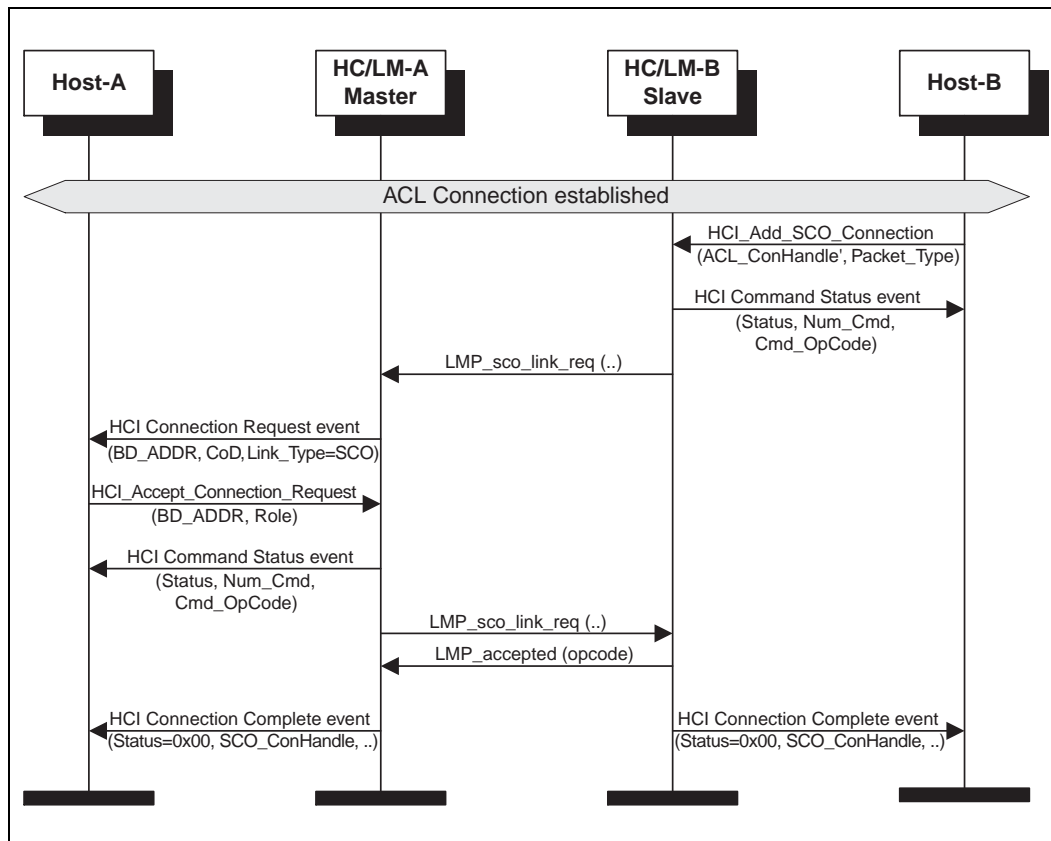 Host-A
HC/LM-A
Master
HC/LM-B
Slave
Host-B
ACL Connection established
HCI_Add_SCO_Connection
(ACL_ConHandle', Packet_Type)
HCI Command Status event
(Status, Num_Cmd,
Cmd_OpCode)
LMP_sco_link_req (..)
HCI Connection Request event
(BD_ADDR, CoD, Link_Type=SCO)
HCI_Accept_Connection_Request
(BD_ADDR, Role)
HCI Command Status event
(Status, Num_Cmd,
Cmd_OpCode)
LMP_sco_link_req (..)
LMP_accepted (opcode)
HCI Connection Complete event
(Status=0x00, SCO_ConHandle, ..)
HCI Connection Complete event
(Status=0x00, SCO_ConHandle, ..)